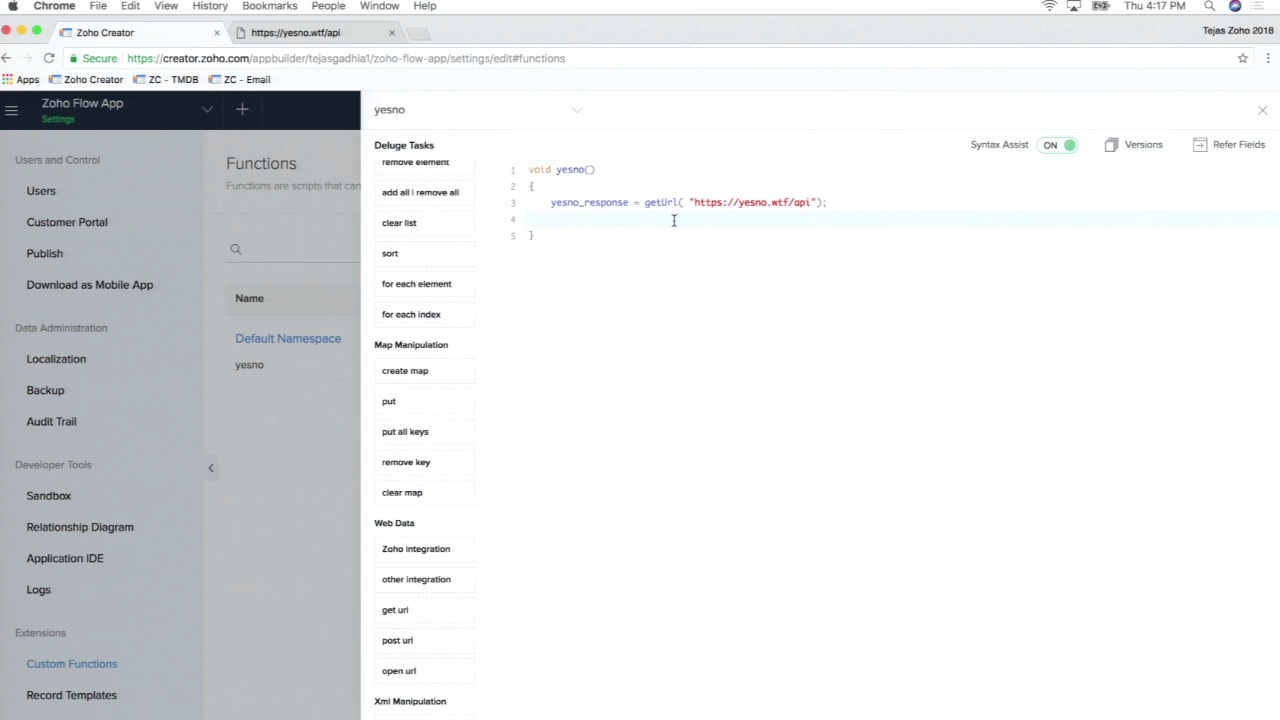 Chrome File Edit View History Bookmarks People Window Help Thu 4:17 PM
Zoho Creator × https://yesno.wtf/api × Tejas Zoho 2018
Secure https://creator.zoho.com/appbuilder/tejasgadhia1/zoho-flow-app/settings/edit#functions
Apps Zoho Creator ZC - TMDB ZC - Email
Zoho Flow App
Settings
Users and Control
Users
Customer Portal
Publish
Download as Mobile App
Data Administration
Localization
Backup
Audit Trail
Developer Tools
Sandbox
Relationship Diagram
Application IDE
Logs
Extensions
Custom Functions
Record Templates
Functions
Functions are scripts that can
Name
Default Namespace
yesno
yesno
Deluge Tasks
Syntax Assist ON Versions Refer Fields
remove element
add all | remove all
clear list
sort
for each element
for each index
Map Manipulation
create map
put
put all keys
remove key
clear map
Web Data
Zoho integration
other integration
get url
post url
open url
Xml Manipulation
1 void yesno()
2 {
3 yesno_response = getUrl( "https://yesno.wtf/api");
4
5 }